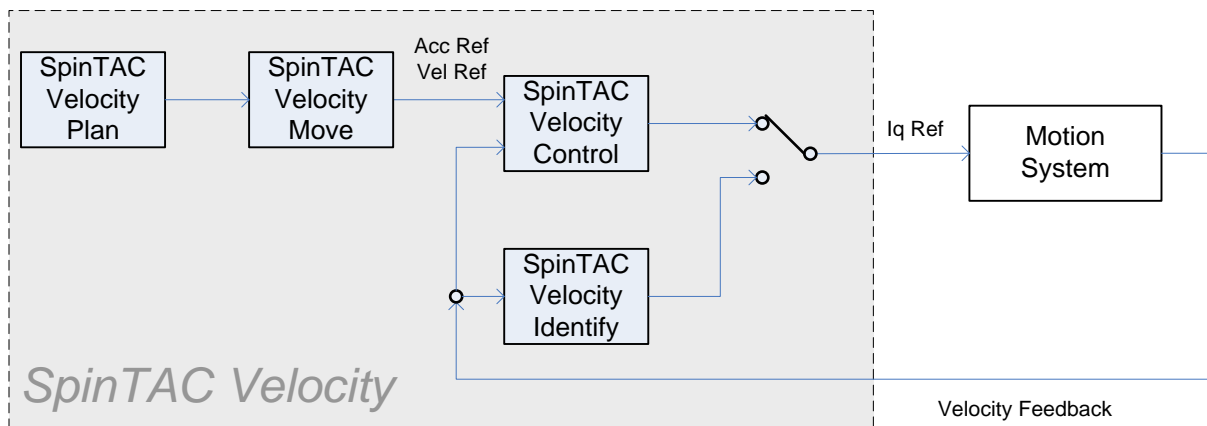 SpinTAC
Velocity
Plan
SpinTAC
Velocity
Move
Acc Ref
Vel Ref
SpinTAC
Velocity
Control
Iq Ref
Motion
System
SpinTAC
Velocity
Identify
SpinTAC Velocity
Velocity Feedback